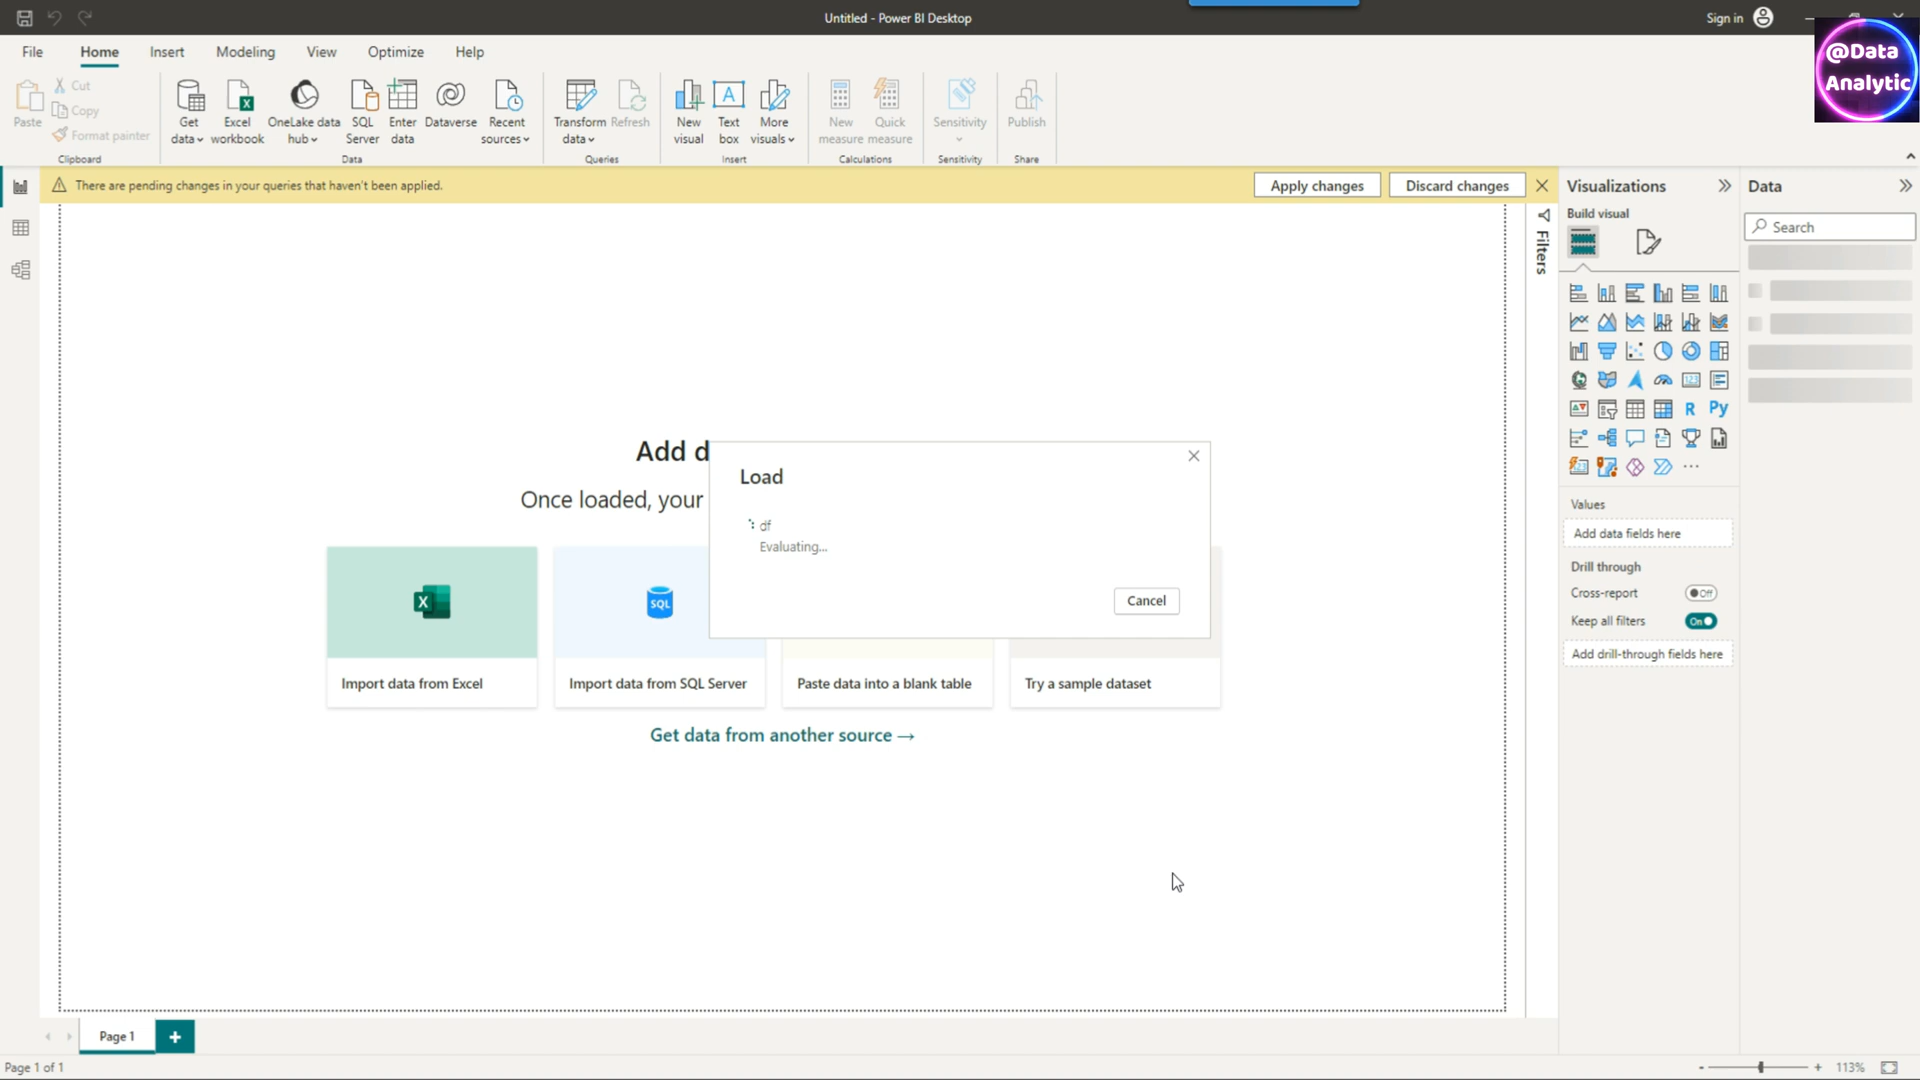 Untitled - Power BI Desktop
Sign in
@Data
Analytic
File
Home
Insert
Modeling
View
Optimize
Help
Paste
Cut
Copy
Format painter
Clipboard
Get
data
Excel
workbook
OneLake data
hub
SQL
Server
Enter
data
Dataverse
Recent
sources
Data
Transform
data
Refresh
Queries
New
visual
Text
box
More
visuals
Insert
New
measure
Quick
measure
Calculations
Sensitivity
Sensitivity
Publish
Share
There are pending changes in your queries that haven't been applied.
Apply changes
Discard changes
Filters
Visualizations
Build visual
R
Py
123
Values
Add data fields here
Drill through
Cross-report
Off
Keep all filters
On
Add drill-through fields here
Data
Search
Add d
Once loaded, your
Load
df
Evaluating...
Cancel
X
SQL
Import data from Excel
Import data from SQL Server
Paste data into a blank table
Try a sample dataset
Get data from another source →
Page 1
+
Page 1 of 1
- + 113%